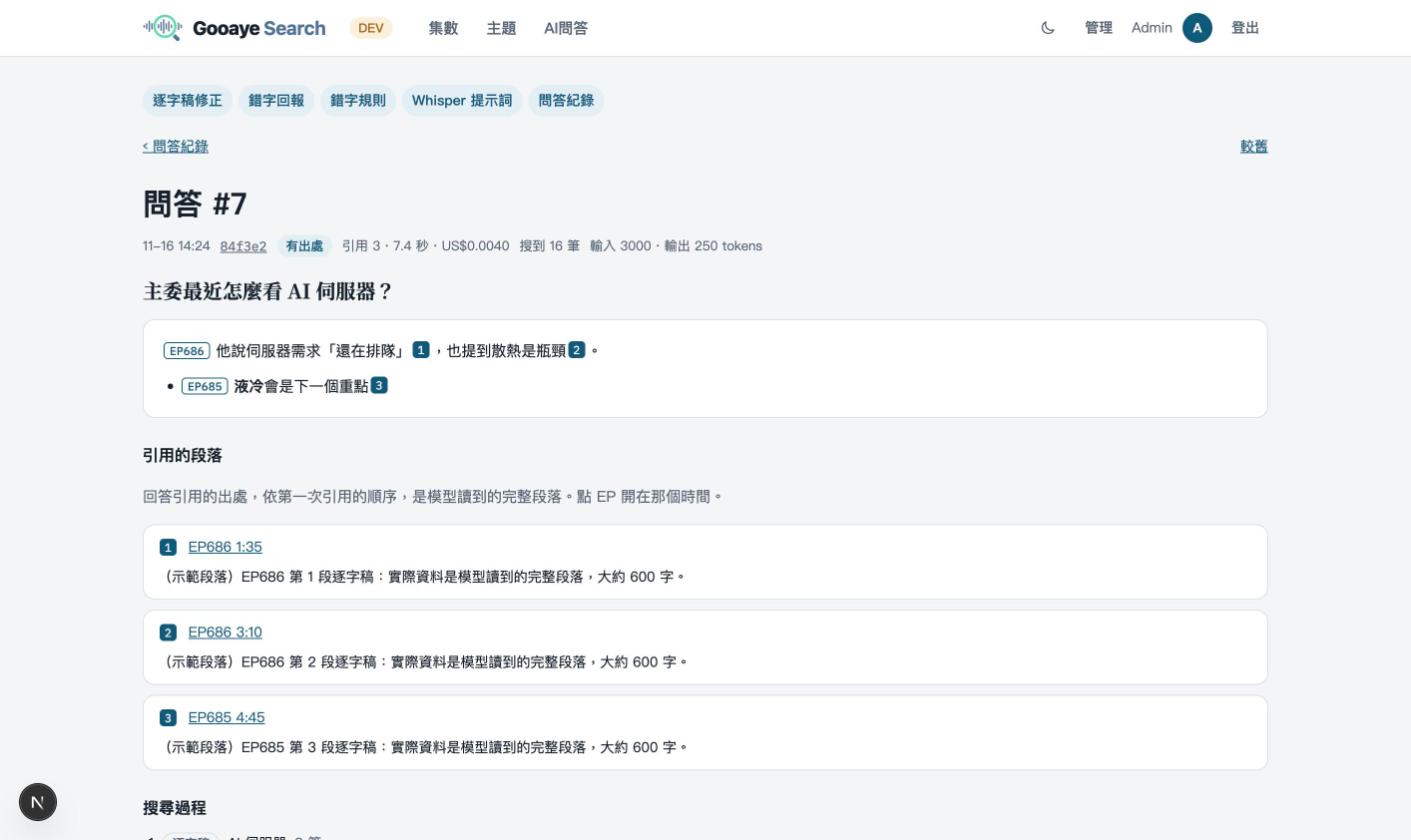 Gooaye Search DEV 集數 主題 AI問答 管理 Admin A 登出
逐字稿修正 錯字回報 錯字規則 Whisper 提示詞 問答紀錄
‹ 問答紀錄 較舊
問答 #7
11-16 14:24 84f3e2 有出處 引用 3 · 7.4 秒 · US$0.0040 搜到 16 筆 輸入 3000 · 輸出 250 tokens
主委最近怎麼看 AI 伺服器？
EP686 他說伺服器需求「還在排隊」1，也提到散熱是瓶頸2。
• EP685 液冷會是下一個重點3
引用的段落
回答引用的出處，依第一次引用的順序，是模型讀到的完整段落。點 EP 開在那個時間。
1 EP686 1:35
（示範段落）EP686 第 1 段逐字稿：實際資料是模型讀到的完整段落，大約 600 字。
2 EP686 3:10
（示範段落）EP686 第 2 段逐字稿：實際資料是模型讀到的完整段落，大約 600 字。
3 EP685 4:45
（示範段落）EP685 第 3 段逐字稿：實際資料是模型讀到的完整段落，大約 600 字。
N
搜尋過程